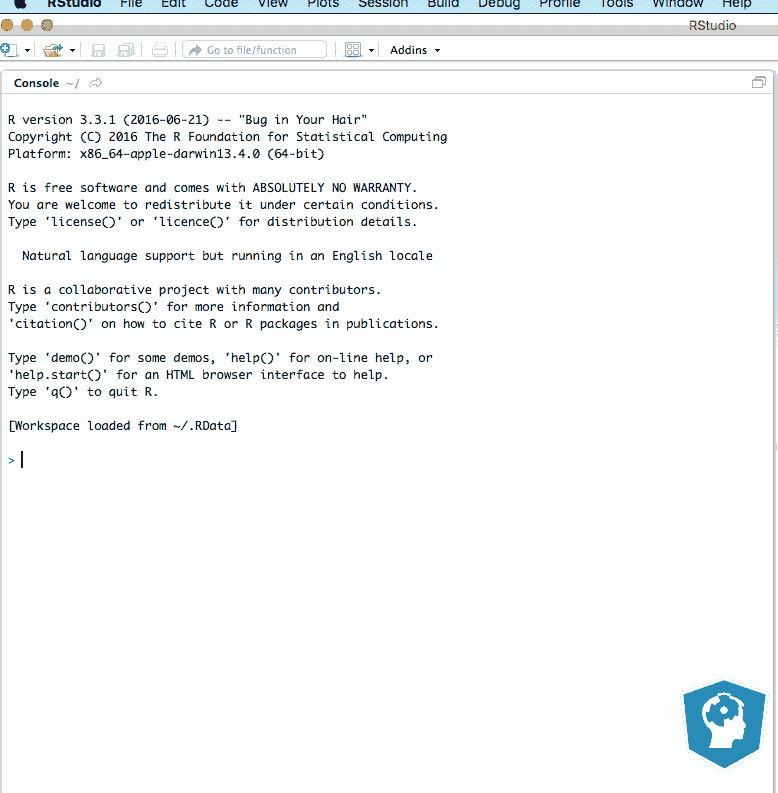 RStudio File Edit Code View Plots Session Build Debug Profile Tools Window Help
RStudio
Go to file/function Addins
Console ~/
R version 3.3.1 (2016-06-21) -- "Bug in Your Hair"
Copyright (C) 2016 The R Foundation for Statistical Computing
Platform: x86_64-apple-darwin13.4.0 (64-bit)
R is free software and comes with ABSOLUTELY NO WARRANTY.
You are welcome to redistribute it under certain conditions.
Type 'license()' or 'licence()' for distribution details.
Natural language support but running in an English locale
R is a collaborative project with many contributors.
Type 'contributors()' for more information and
'citation()' on how to cite R or R packages in publications.
Type 'demo()' for some demos, 'help()' for on-line help, or
'help.start()' for an HTML browser interface to help.
Type 'q()' to quit R.
[Workspace loaded from ~/.RData]
>